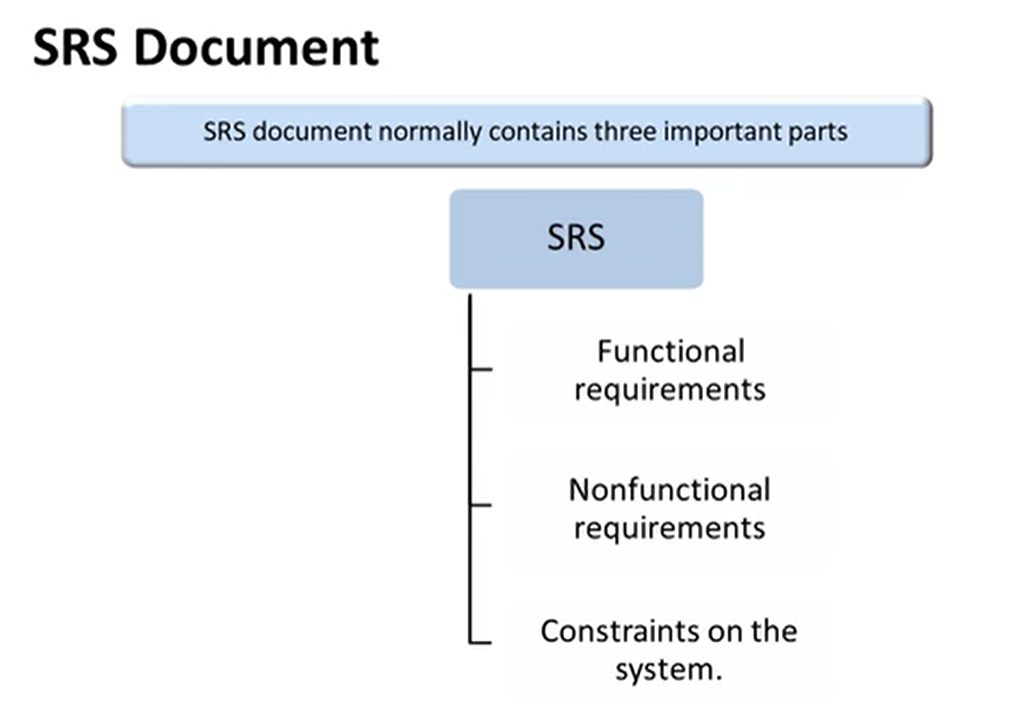 SRS Document
SRS document normally contains three important parts
SRS
Functional
requirements
Nonfunctional
requirements
Constraints on the
system.